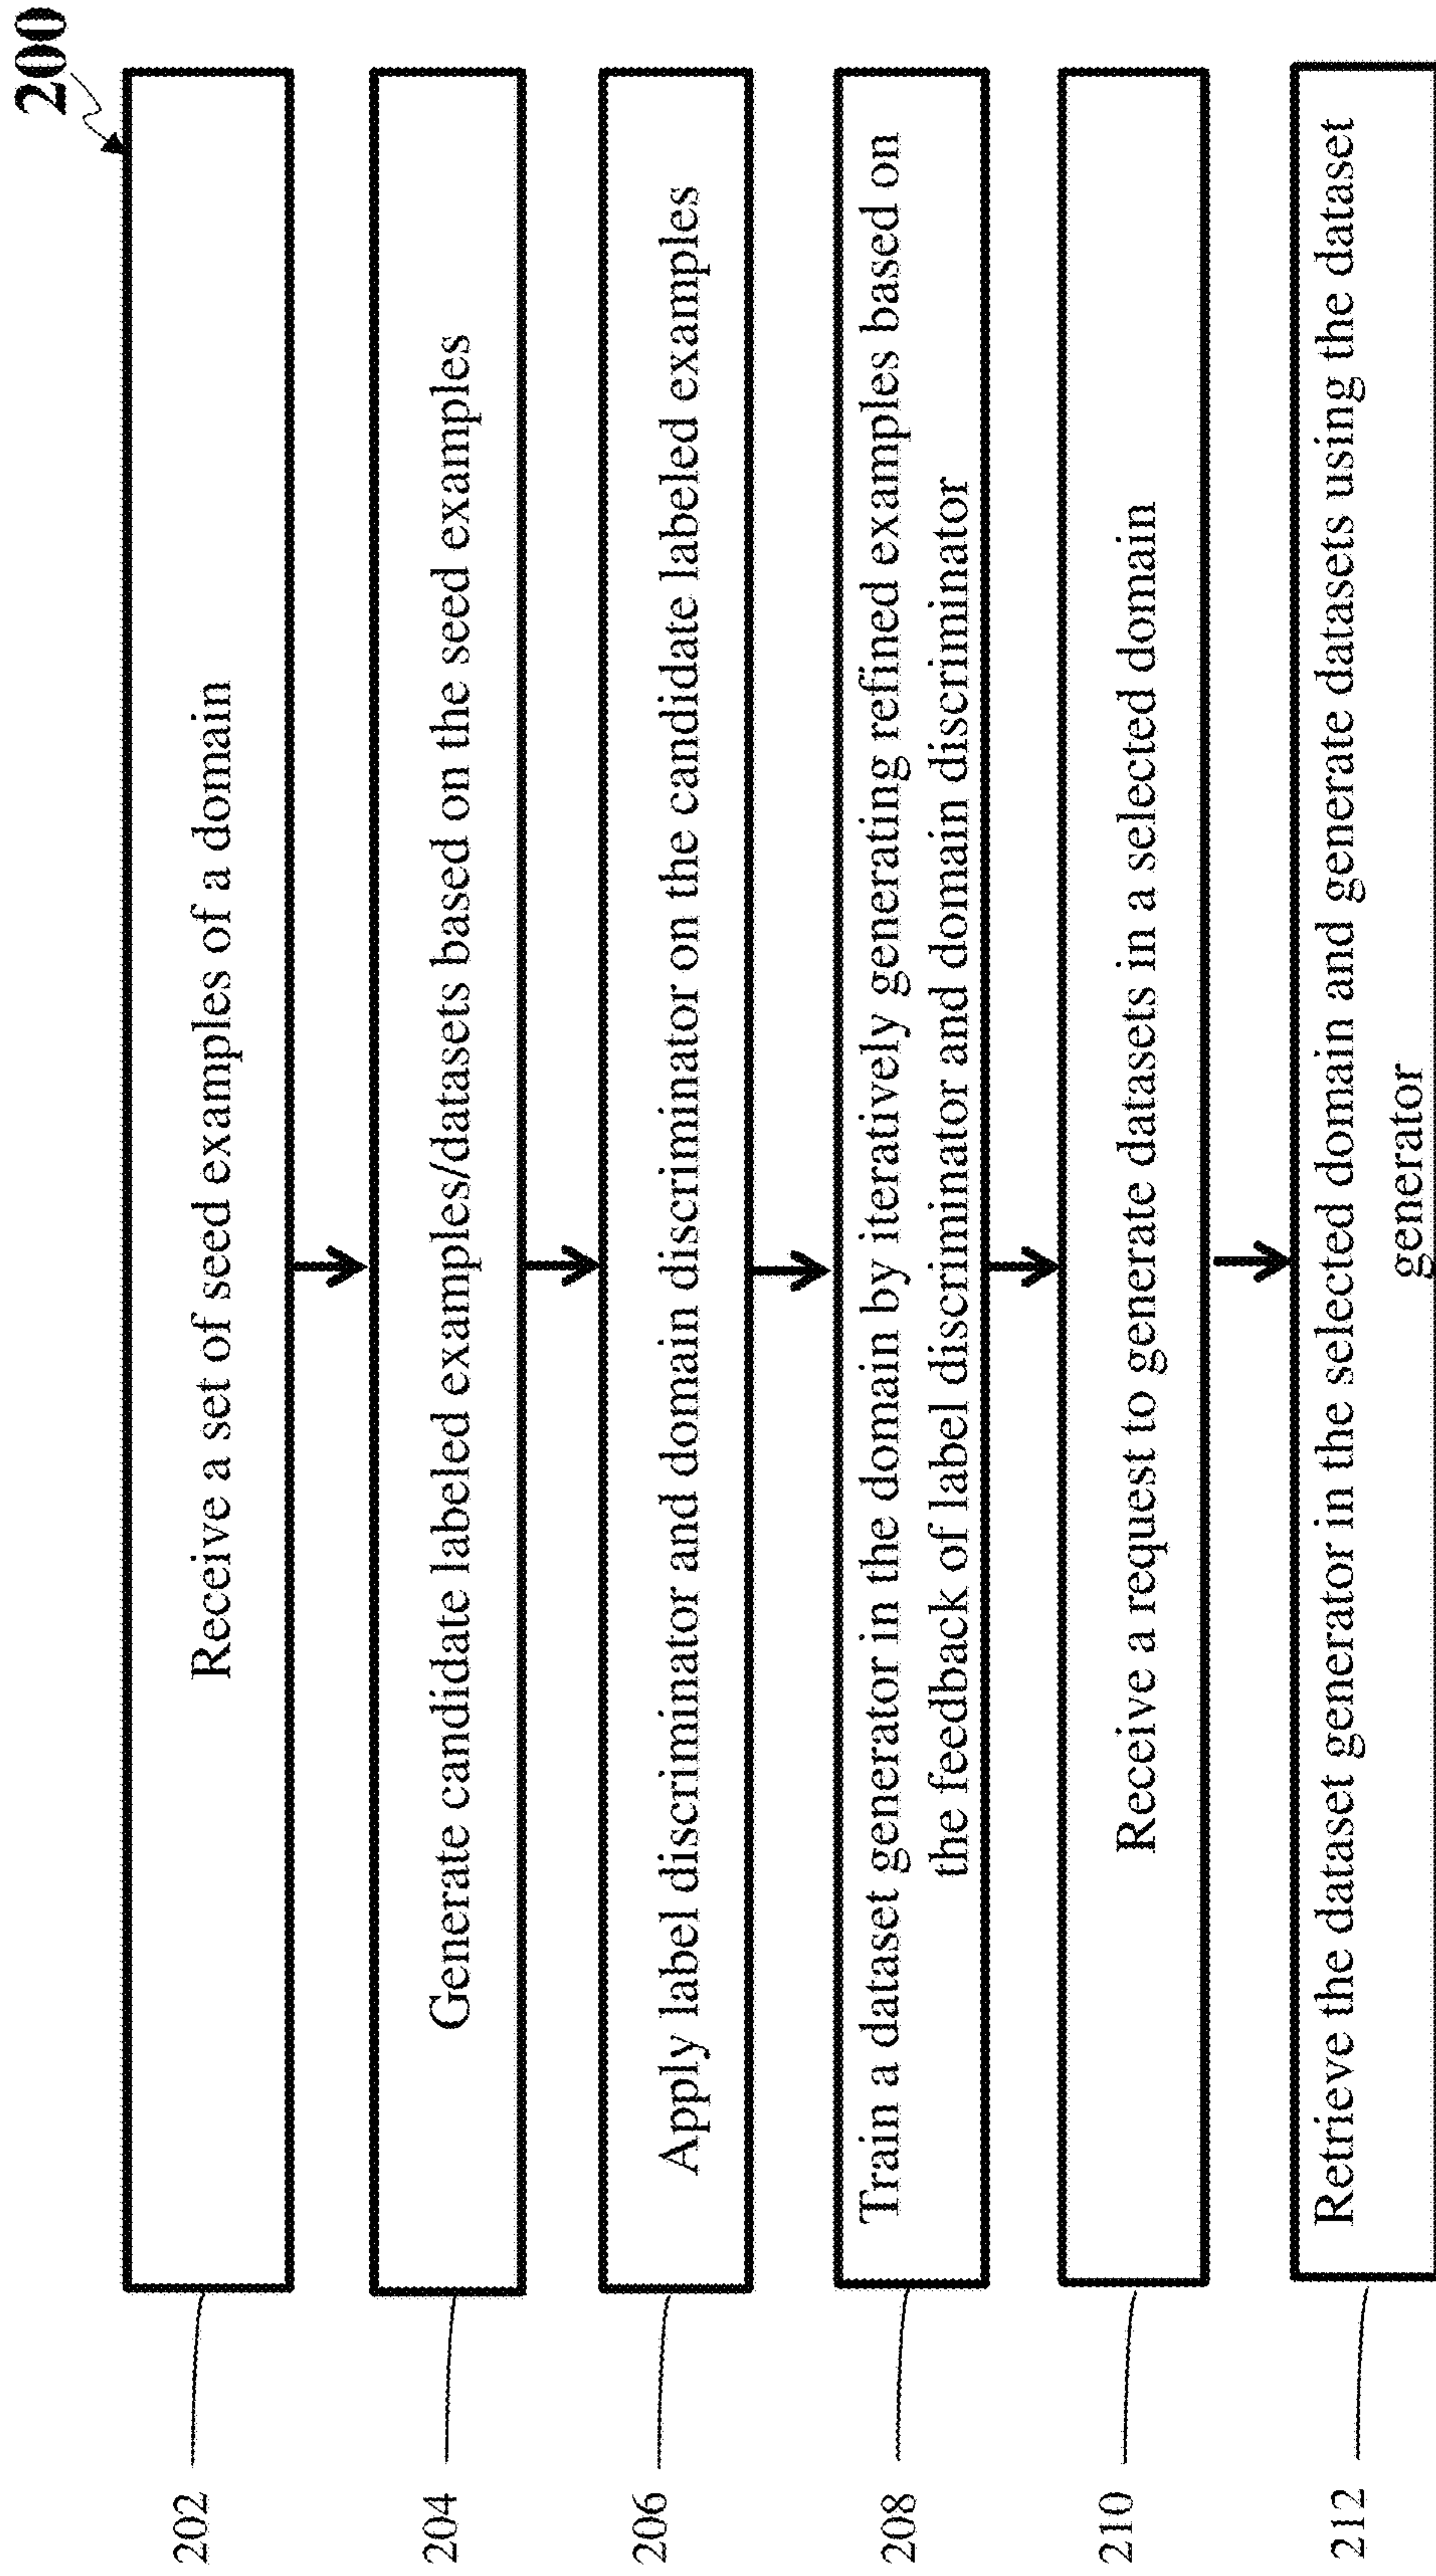 200
202
Receive a set of seed examples of a domain
204
Generate candidate labeled examples/datasets based on the seed examples
206
Apply label discriminator and domain discriminator on the candidate labeled examples
208
Train a dataset generator in the domain by iteratively generating refined examples based on
the feedback of label discriminator and domain discriminator
210
Receive a request to generate datasets in a selected domain
212
Retrieve the dataset generator in the selected domain and generate datasets using the dataset
generator